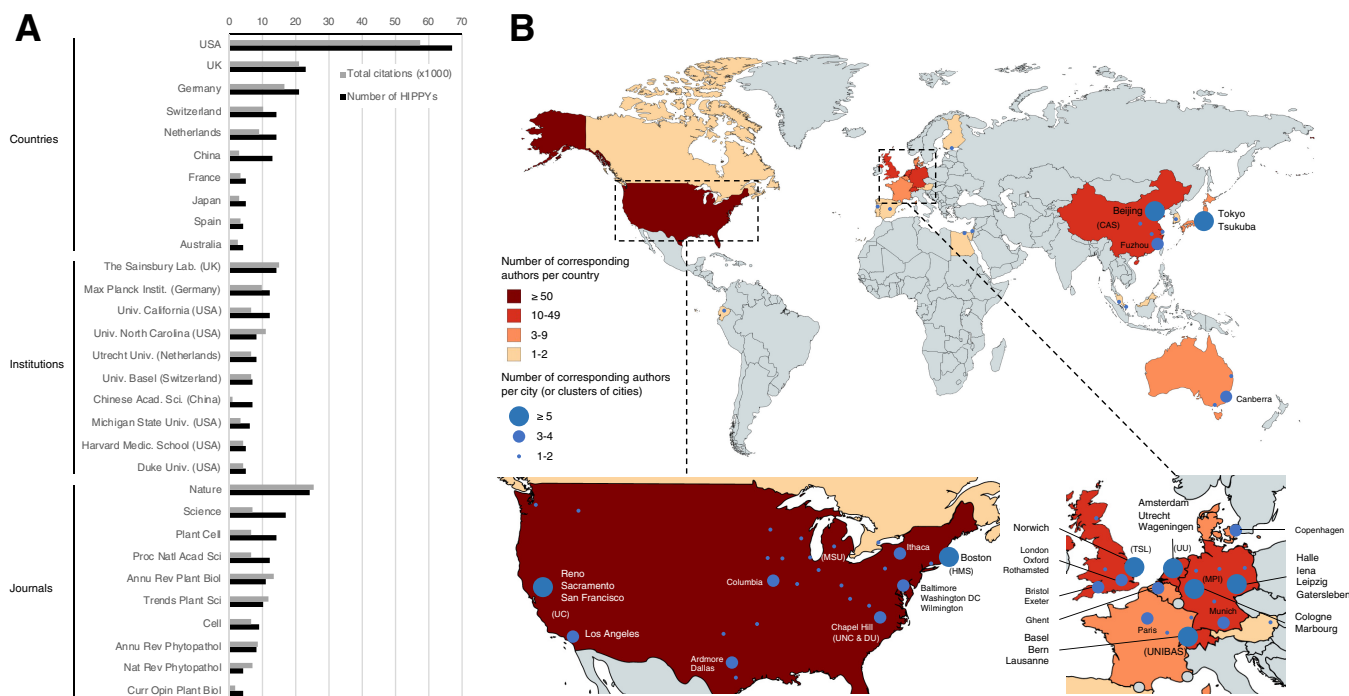 A
0 10 20 30 40 50 60 70
Total citations (x1000)
Number of HIPPYs
Countries
USA
UK
Germany
Switzerland
Netherlands
China
France
Japan
Spain
Australia
Institutions
The Sainsbury Lab. (UK)
Max Planck Instit. (Germany)
Univ. California (USA)
Univ. North Carolina (USA)
Utrecht Univ. (Netherlands)
Univ. Basel (Switzerland)
Chinese Acad. Sci. (China)
Michigan State Univ. (USA)
Harvard Medic. School (USA)
Duke Univ. (USA)
Journals
Nature
Science
Plant Cell
Proc Natl Acad Sci
Annu Rev Plant Biol
Trends Plant Sci
Cell
Annu Rev Phytopathol
Nat Rev Phytopathol
Curr Opin Plant Biol
B
Beijing
(CAS)
Fuzhou
Tokyo
Tsukuba
Canberra
Number of corresponding
authors per country
≥ 50
10-49
3-9
1-2
Number of corresponding authors
per city (or clusters of cities)
≥ 5
3-4
1-2
Reno
Sacramento
San Francisco
(UC)
Los Angeles
Ardmore
Dallas
Columbia
(MSU)
Ithaca
Boston
(HMS)
Baltimore
Washington DC
Wilmington
Chapel Hill
(UNC & DU)
Amsterdam
Utrecht
Wageningen
Norwich
(TSL)
(UU)
London
Oxford
Rothamsted
Bristol
Exeter
Ghent
Basel
Bern
Lausanne
(UNIBAS)
Paris
(MPI)
Munich
Copenhagen
Halle
Iena
Leipzig
Gatersleben
Cologne
Marbourg